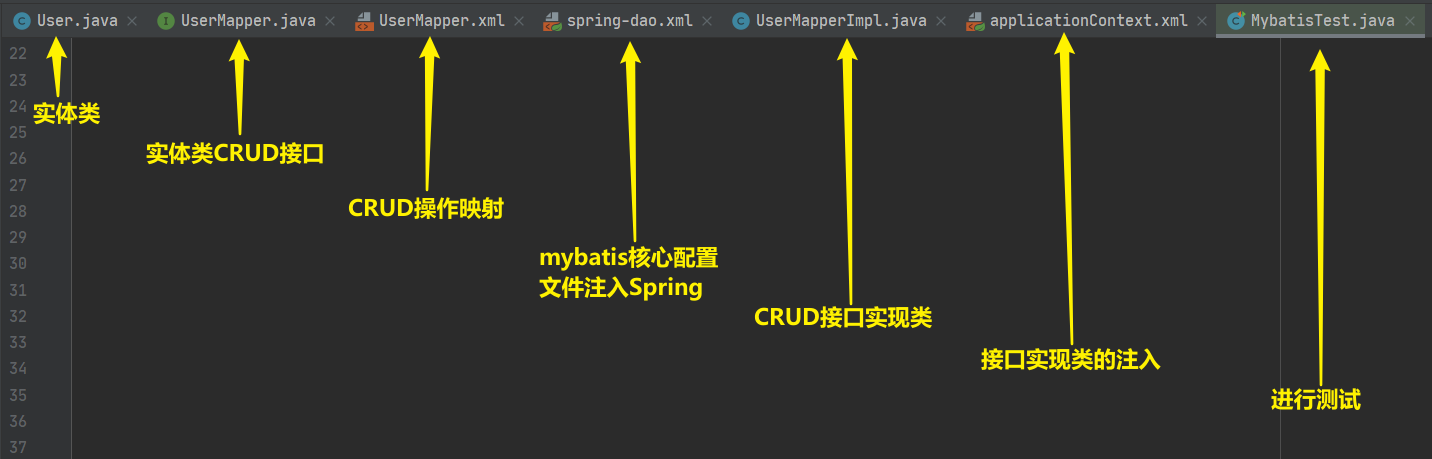 User.java
UserMapper.java
UserMapper.xml
spring-dao.xml
UserMapperImpl.java
applicationContext.xml
MybatisTest.java
22
23
24
25
26
27
28
29
30
31
32
33
34
35
36
37
实体类
实体类CRUD接口
CRUD操作映射
mybatis核心配置
文件注入Spring
CRUD接口实现类
接口实现类的注入
进行测试